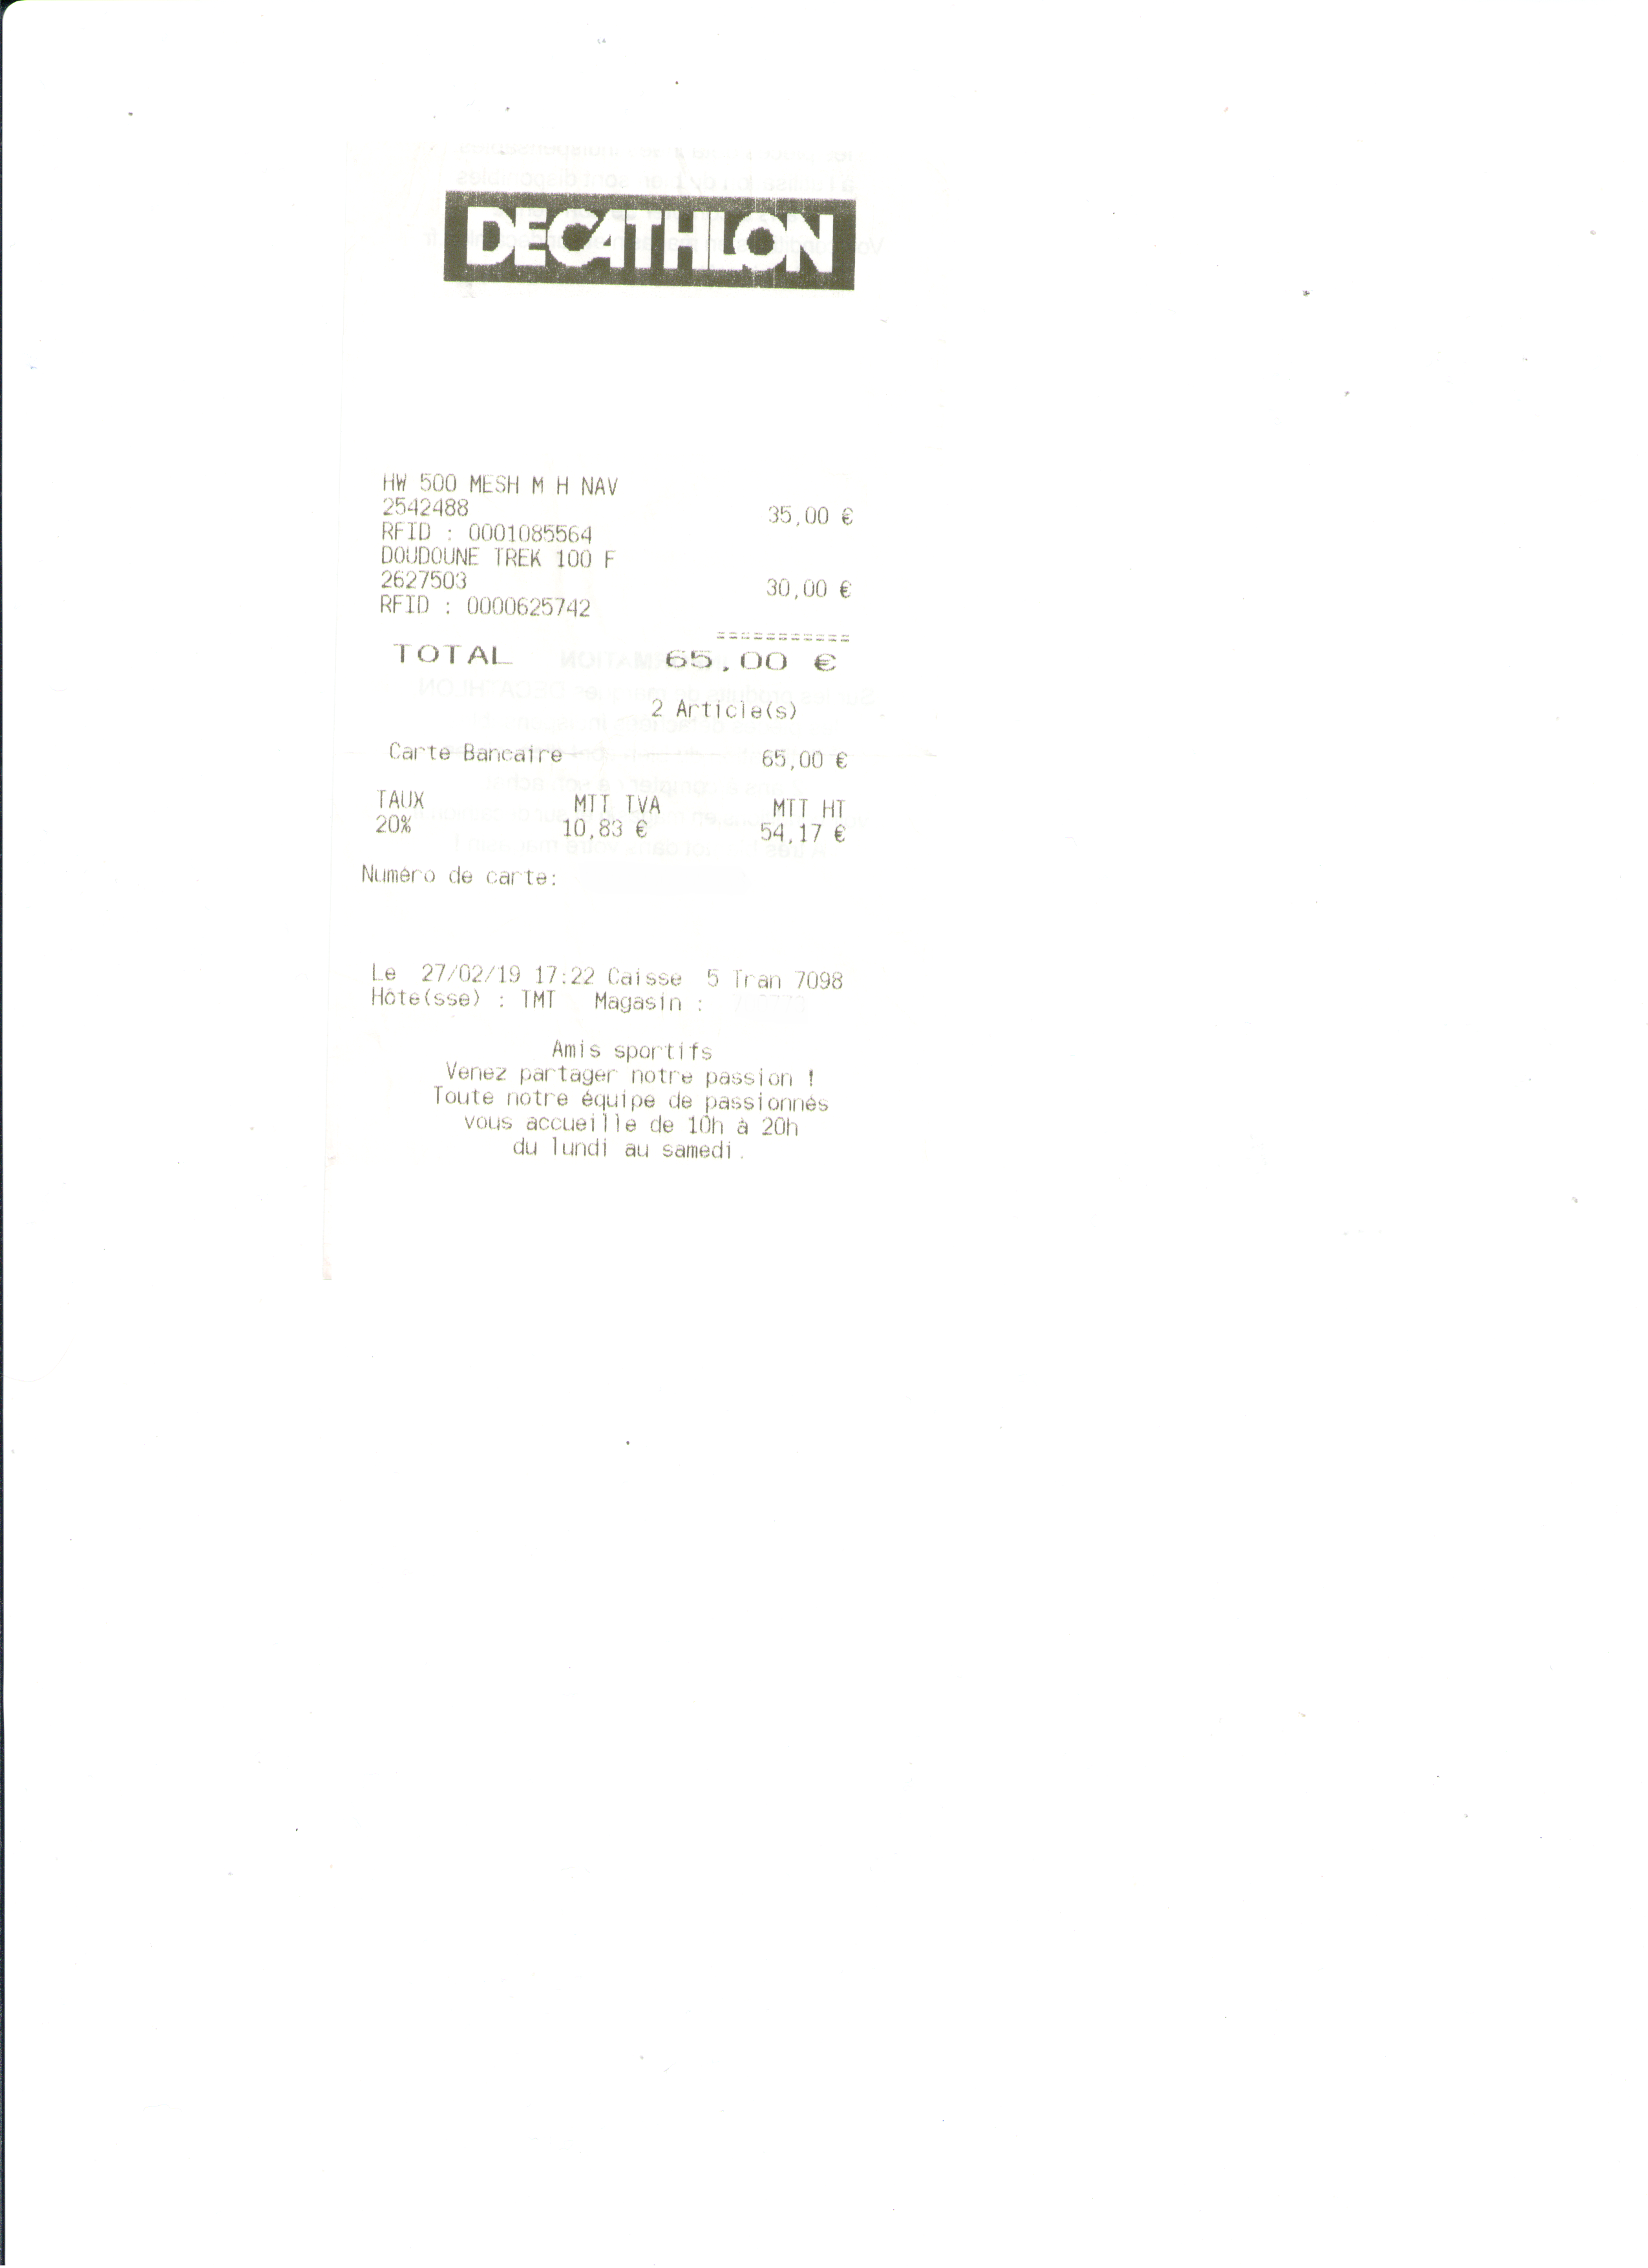 DECATHLON
HW 500 MESH M H NAV
2542488 35,00 €
RFID : 0001085564
DOUDOUNE TREK 100 F
2627503 30,00 €
RFID : 0000625742
===========
TOTAL 65,00 €
2 Article(s)
Carte Bancaire 65,00 €
TAUX MTT TVA MTT HT
20% 10,83 € 54,17 €
Numéro de carte:
Le 27/02/19 17:22 Caisse 5 Tran 7098
Hôte(sse) : TMT Magasin :
Amis sportifs
Venez partager notre passion !
Toute notre équipe de passionnés
vous accueille de 10h à 20h
du lundi au samedi.